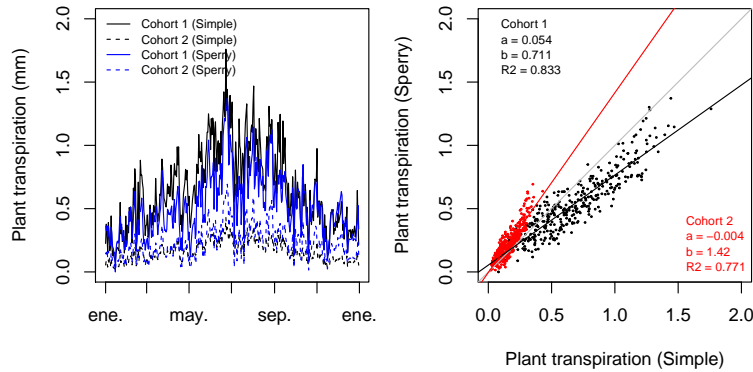 Plant transpiration (mm)
2.0
1.5
1.0
0.5
0.0
Cohort 1 (Simple)
Cohort 2 (Simple)
Cohort 1 (Sperry)
Cohort 2 (Sperry)
ene.
may.
sep.
ene.
Plant transpiration (Sperry)
2.0
1.5
1.0
0.5
0.0
Cohort 1
a = 0.054
b = 0.711
R2 = 0.833
Cohort 2
a = −0.004
b = 1.42
R2 = 0.771
0.0
0.5
1.0
1.5
2.0
Plant transpiration (Simple)